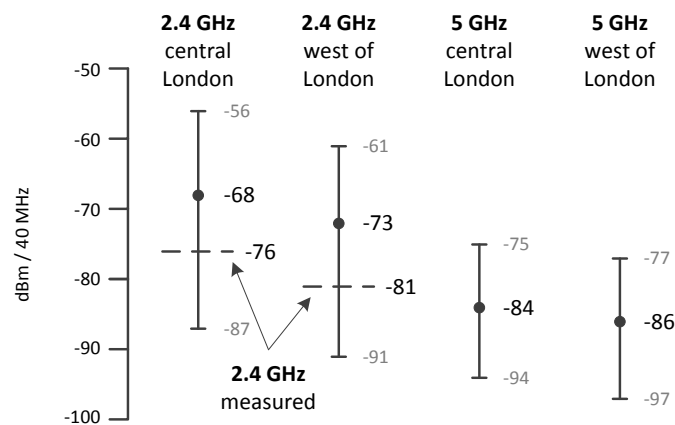 2.4 GHz
central
London
2.4 GHz
west of
London
5 GHz
central
London
5 GHz
west of
London
dBm / 40 MHz
-50
-60
-70
-80
-90
-100
-56
-68
-76
-87
-61
-73
-81
-91
-75
-84
-94
-77
-86
-97
2.4 GHz
measured